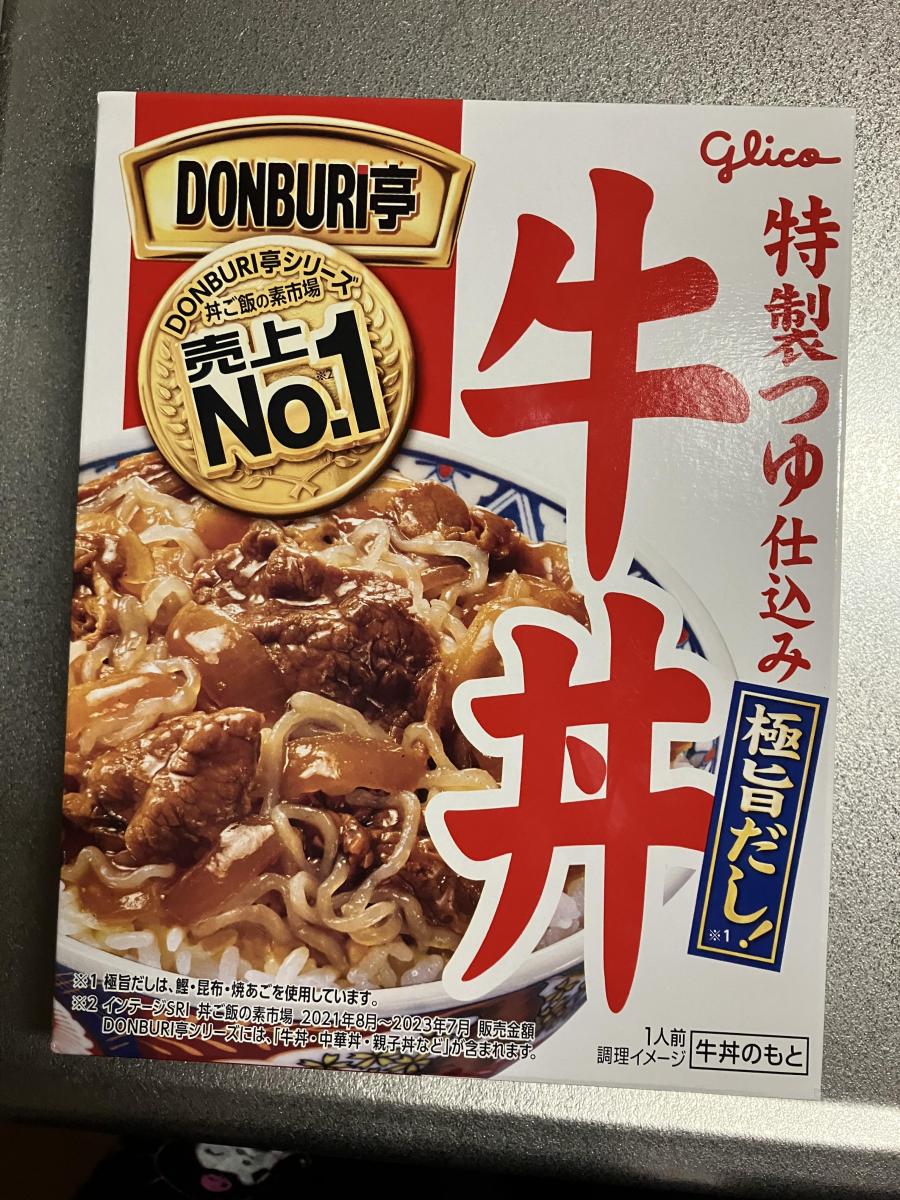 DONBURI亭
DONBURI亭シリーズ
丼ご飯の素市場
売上
No.1
※2
glico
特製つゆ仕込み
牛丼
極旨だし!
※1
※1 極旨だしは、鰹・昆布・焼あごを使用しています。
※2 インテージSRI 丼ご飯の素市場 2021年8月~2023年7月 販売金額
DONBURI亭シリーズには、「牛丼・中華丼・親子丼など」が含まれます。
1人前
調理イメージ
牛丼のもと